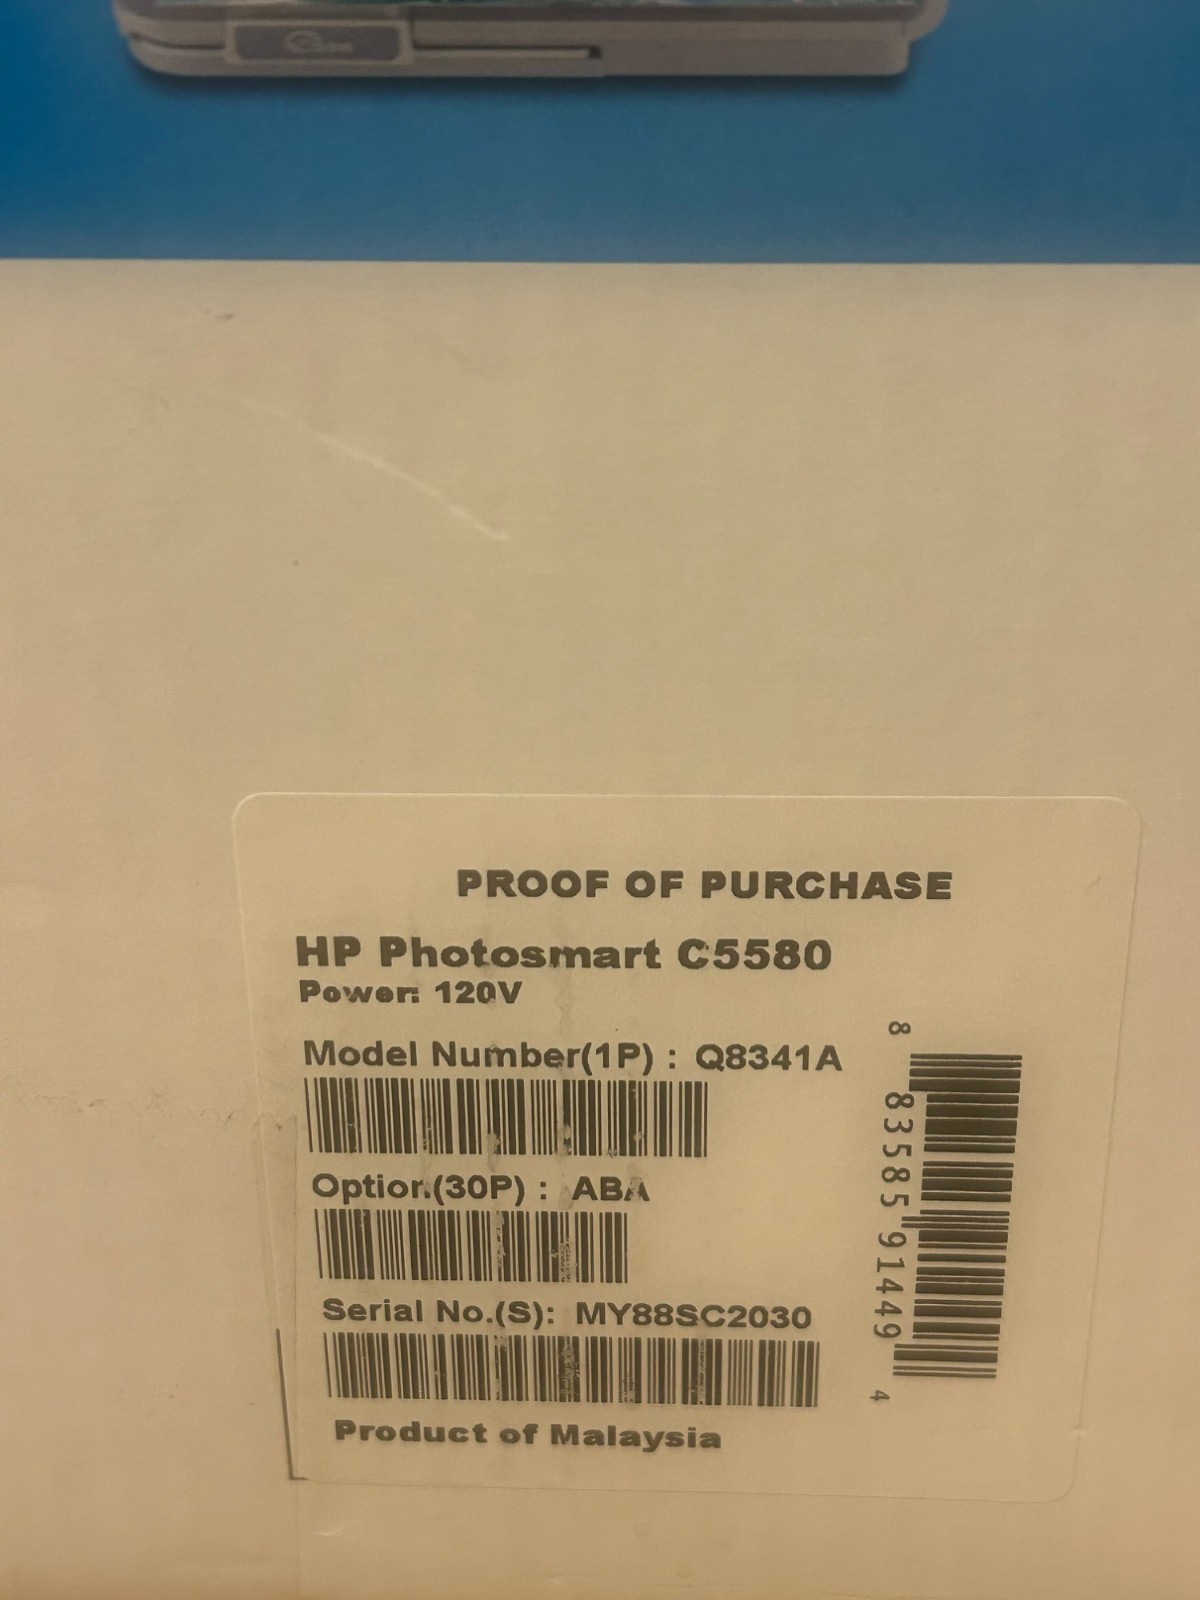 PROOF OF PURCHASE
HP Photosmart C5580
Power: 120V
Model Number(1P) : Q8341A
Option.(30P) : ABA
Serial No.(S): MY88SC2030
Product of Malaysia
8 83585 91449 4